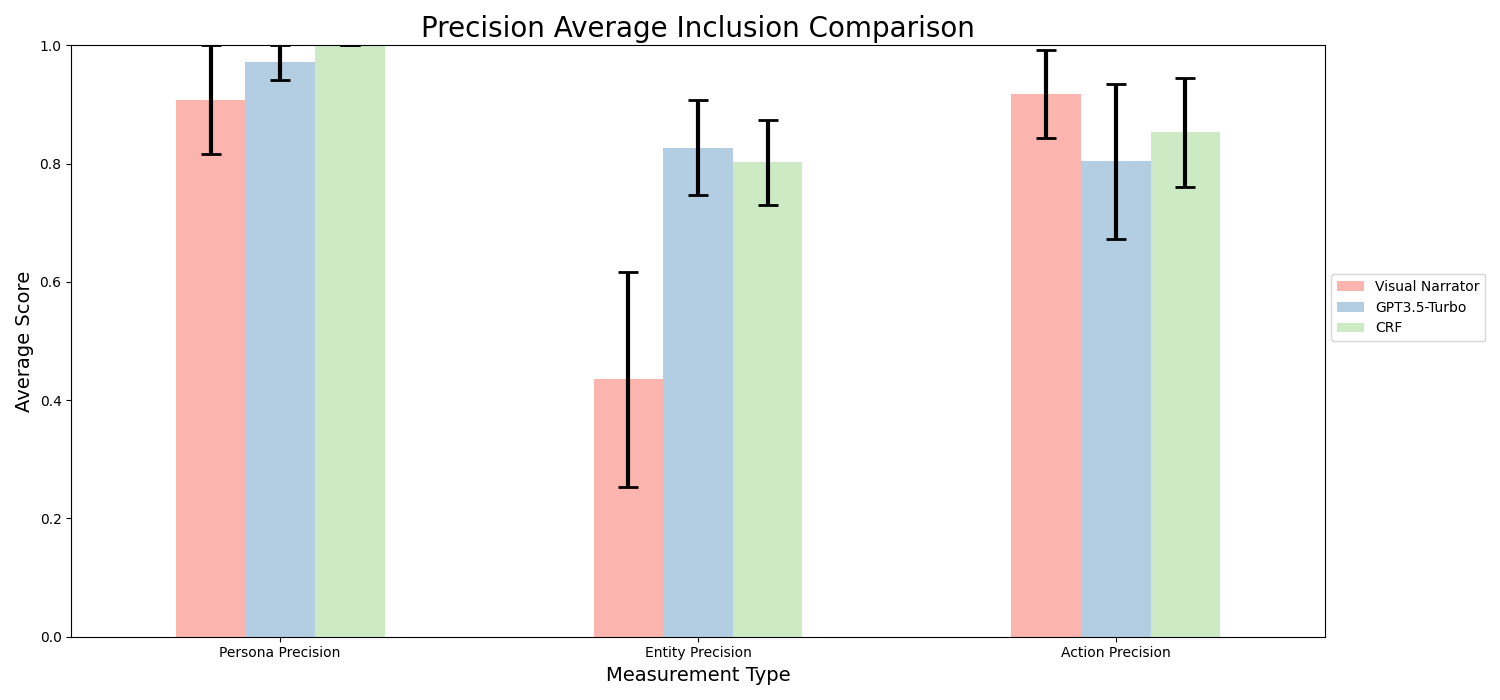 Precision Average Inclusion Comparison
1.0
0.8
0.6
0.4
0.2
0.0
Average Score
Persona Precision
Entity Precision
Action Precision
Measurement Type
Visual Narrator
GPT3.5-Turbo
CRF